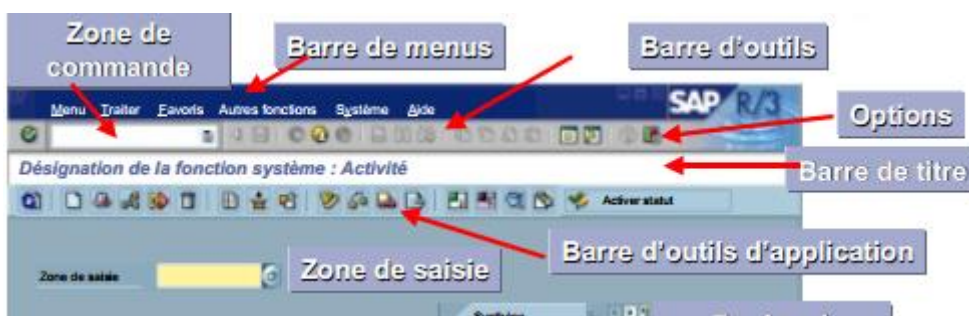 Zone de
commande
Barre de menus
Barre d'outils
Menu Traiter Favoris Autres fonctions Système Aide
SAP R/3
Options
Désignation de la fonction système : Activité
Barre de titre
Activer statut
Barre d'outils d'application
Zone de saisie
Zone de saisie
Système